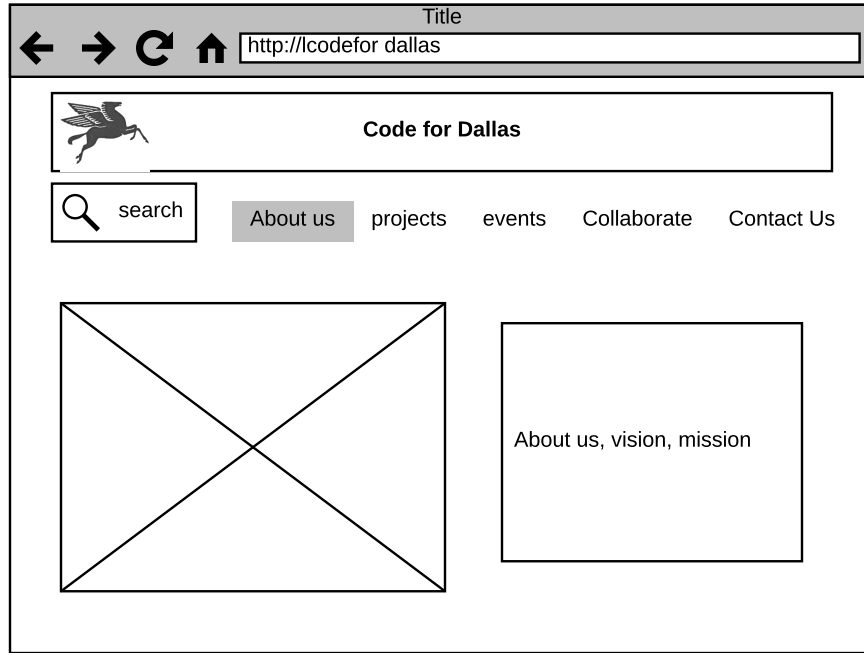 Title
http://lcodefor dallas
Code for Dallas
search
About us projects events Collaborate Contact Us
About us, vision, mission